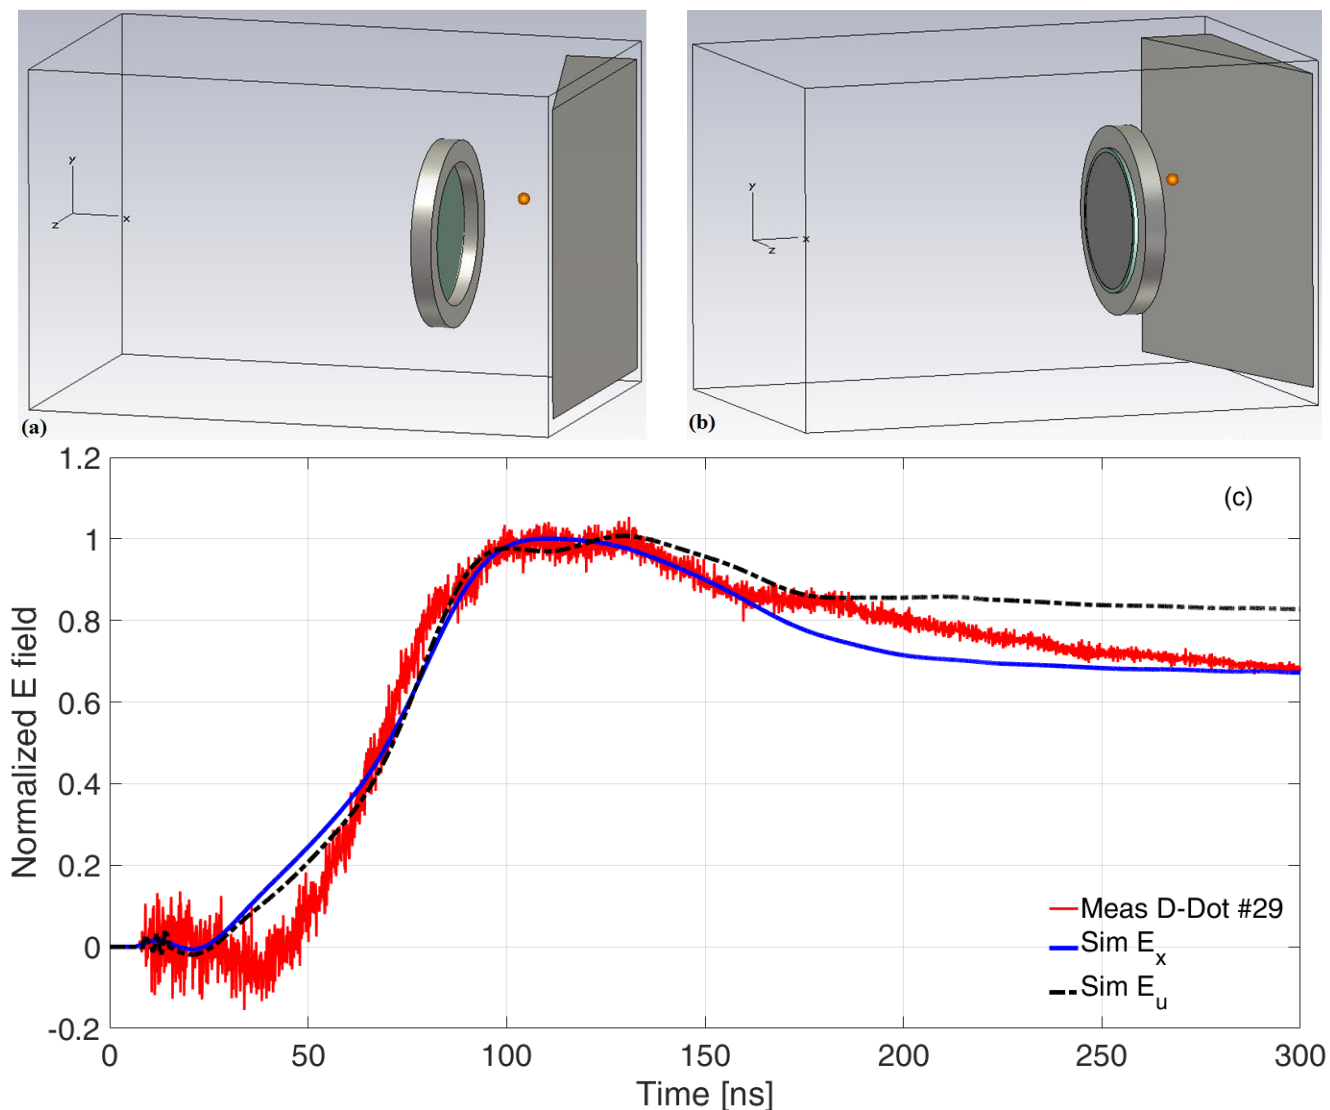 y
x
z
(a)
y
x
z
(b)
1.2
1
0.8
0.6
0.4
0.2
0
-0.2
Normalized E field
(c)
Meas D-Dot #29
Sim Ex
Sim Eu
0 50 100 150 200 250 300
Time [ns]